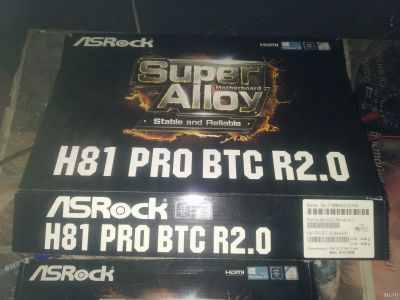 ASRock
HDMI
Super
Alloy
Motherboard
Stable and Reliable
H81 PRO BTC R2.0
ASRock
H81 PRO BTC R2.0
ASRock
HDMI